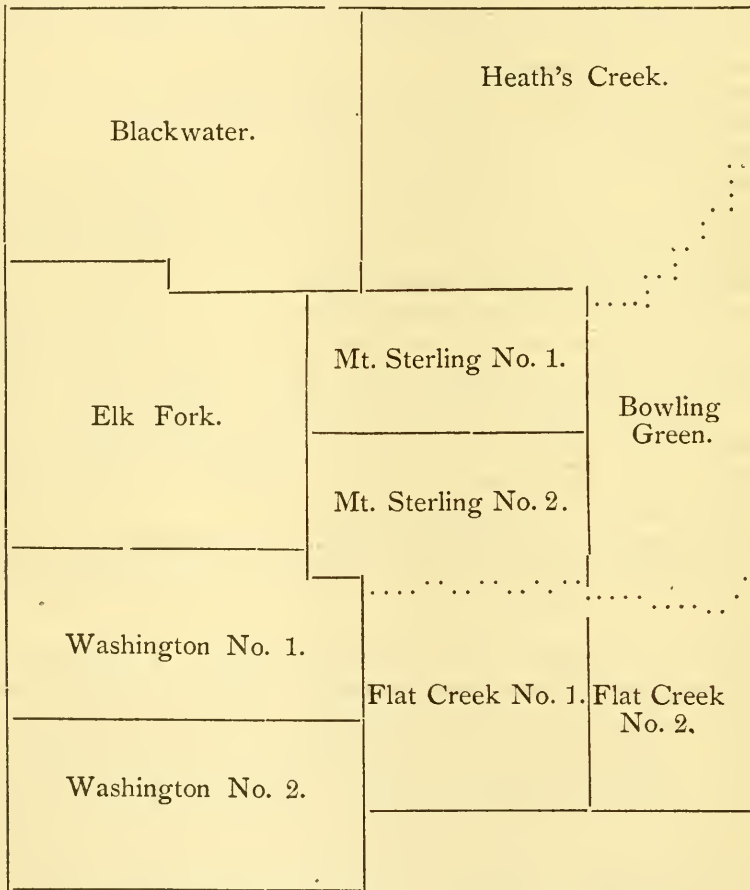 Heath's Creek.
Blackwater.
Mt. Sterling No. 1.
Elk Fork.
Bowling
Green.
Mt. Sterling No. 2.
Washington No. 1.
Flat Creek No. 1.
Flat Creek
No. 2.
Washington No. 2.